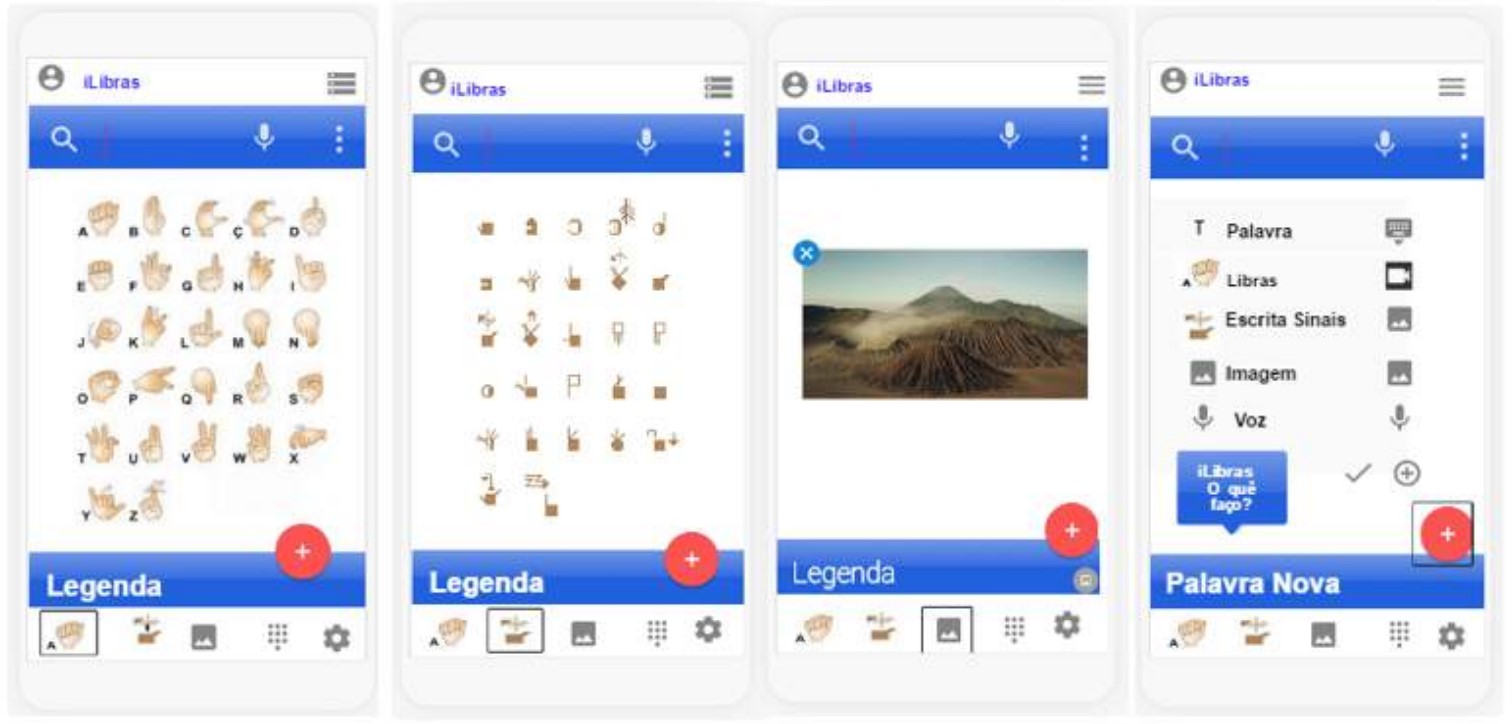 iLibras
A B C Ç D
E F G H I
J K L M N
O P Q R S
T U V W X
Y Z
Legenda
A
iLibras
Legenda
A
iLibras
Legenda
A
iLibras
T Palavra
A Libras
Escrita Sinais
Imagem
Voz
iLibras
O quê
faço?
Palavra Nova
A